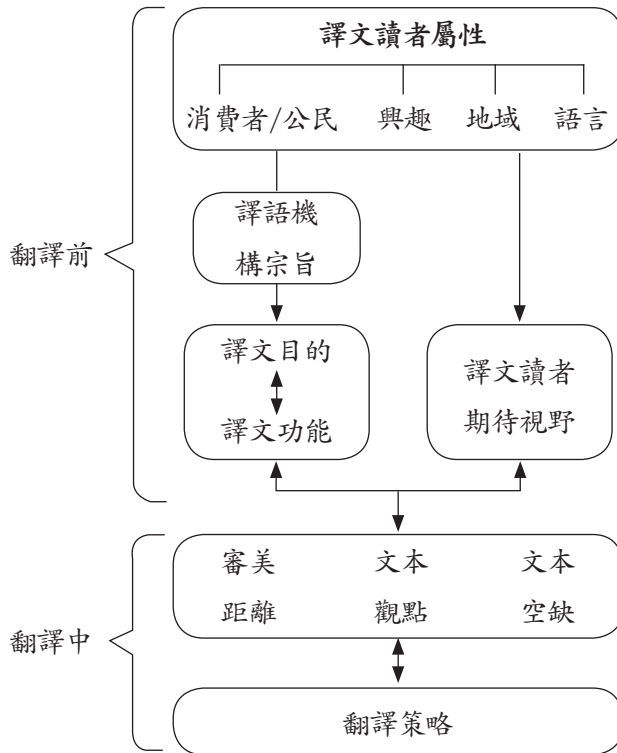 譯文讀者屬性
消費者/公民 興趣 地域 語言
譯語機
構宗旨
翻譯前
譯文目的
譯文功能
譯文讀者
期待視野
審美 文本 文本
距離 觀點 空缺
翻譯中
翻譯策略